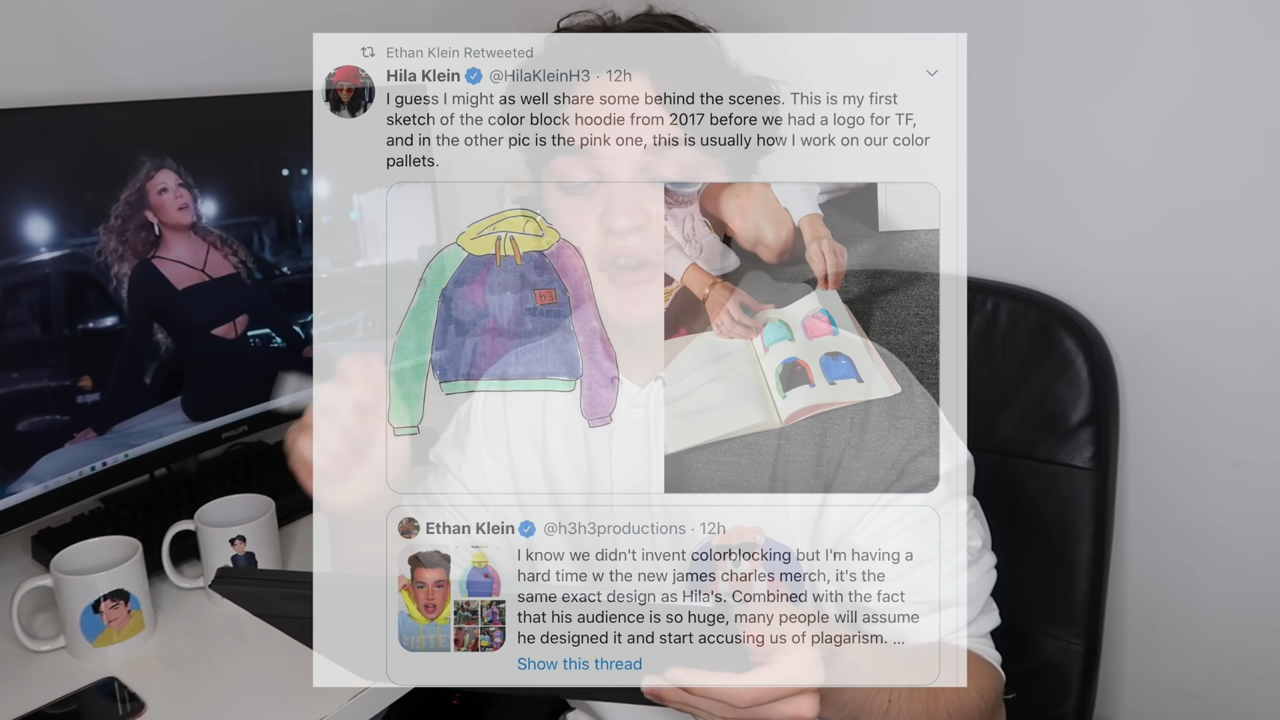 Ethan Klein Retweeted
Hila Klein @HilaKleinH3 · 12h
I guess I might as well share some behind the scenes. This is my first
sketch of the color block hoodie from 2017 before we had a logo for TF,
and in the other pic is the pink one, this is usually how I work on our color
pallets.
h3
Ethan Klein @h3h3productions · 12h
I know we didn't invent colorblocking but I'm having a
hard time w the new james charles merch, it's the
same exact design as Hila's. Combined with the fact
that his audience is so huge, many people will assume
he designed it and start accusing us of plagarism. ...
Show this thread
PHILIPS